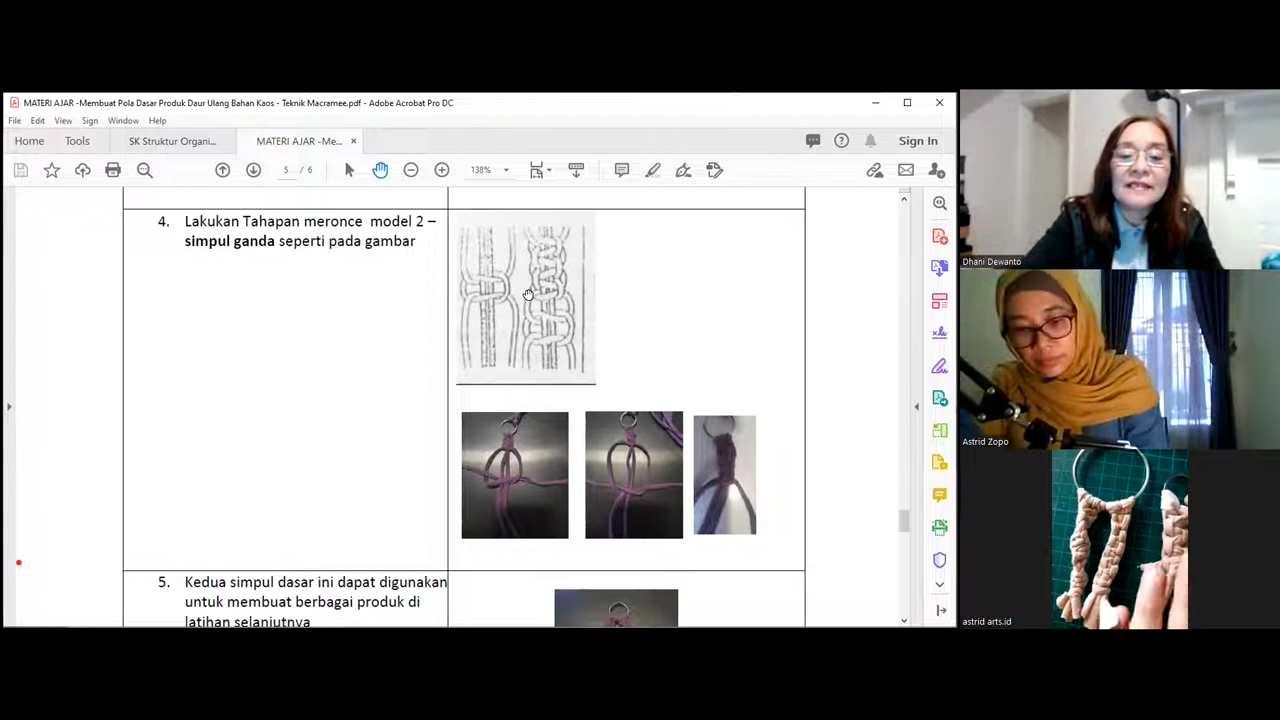 MATERI AJAR -Membuat Pola Dasar Produk Daur Ulang Bahan Kaos - Teknik Macramee.pdf - Adobe Acrobat Pro DC
File Edit View Sign Window Help
Home Tools SK Struktur Organi... MATERI AJAR -Me... × Sign In
5 / 6 138%
4. Lakukan Tahapan meronce model 2 –
simpul ganda seperti pada gambar
5. Kedua simpul dasar ini dapat digunakan
untuk membuat berbagai produk di
latihan selanjutnya
Dhani Dewanto
Astrid Zopo
astrid arts.id